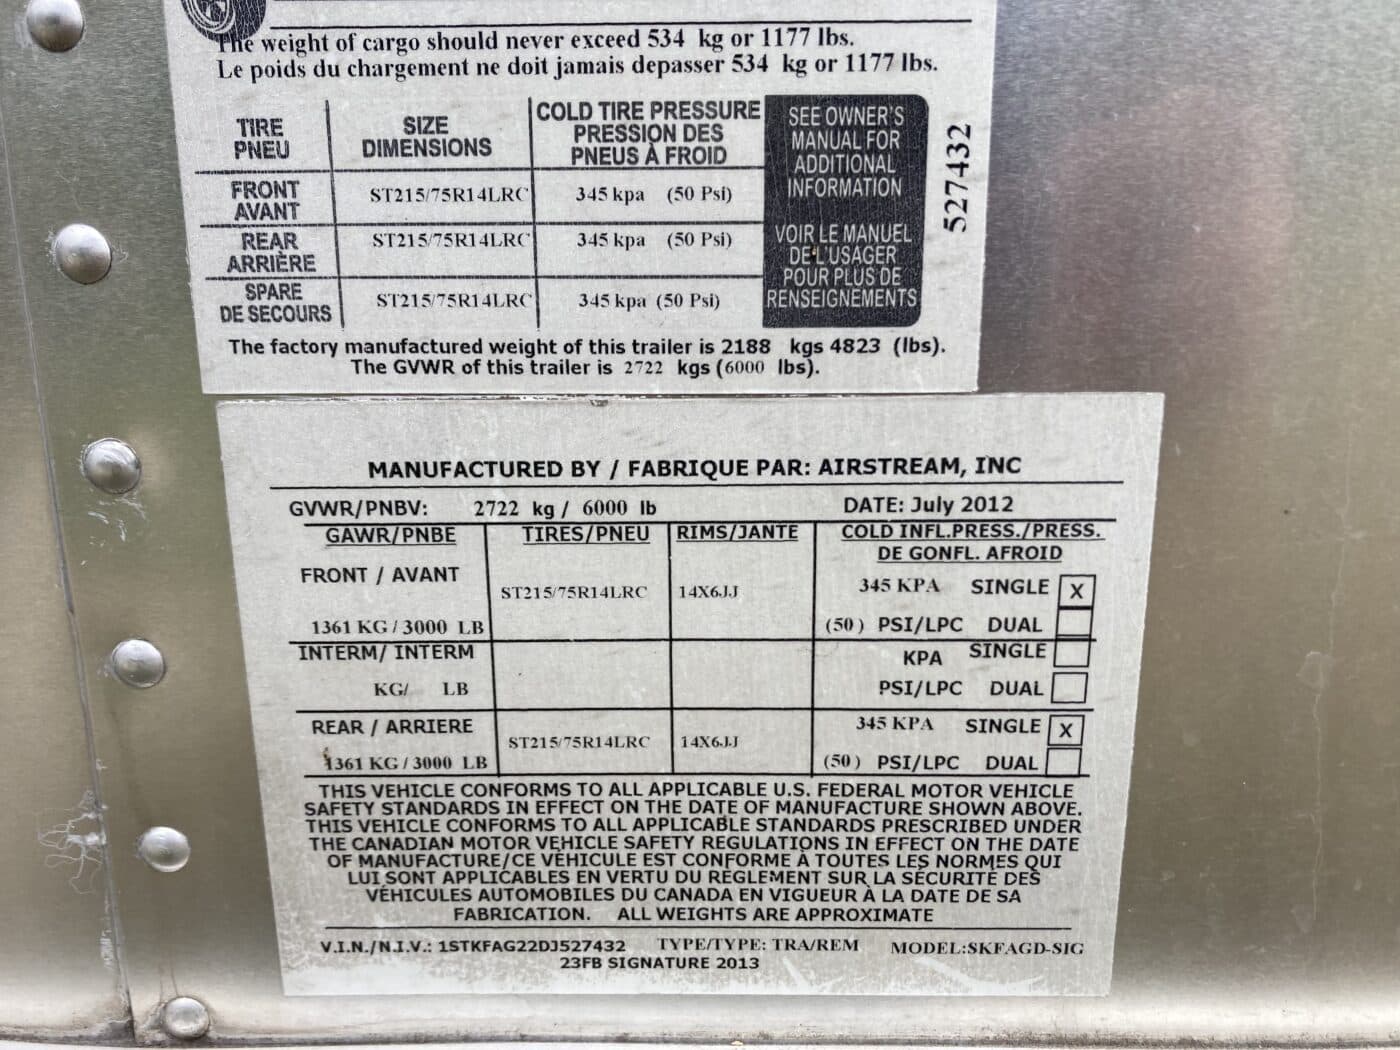 The weight of cargo should never exceed 534 kg or 1177 lbs.
Le poids du chargement ne doit jamais depasser 534 kg or 1177 lbs.
TIRE SIZE COLD TIRE PRESSURE
PNEU DIMENSIONS PRESSION DES
PNEUS À FROID
FRONT ST215/75R14LRC 345 kpa (50 Psi)
AVANT
REAR ST215/75R14LRC 345 kpa (50 Psi)
ARRIÈRE
SPARE ST215/75R14LRC 345 kpa (50 Psi)
DE SECOURS
SEE OWNER'S
MANUAL FOR
ADDITIONAL
INFORMATION
VOIR LE MANUEL
DE L'USAGER
POUR PLUS DE
RENSEIGNEMENTS
527432
The factory manufactured weight of this trailer is 2188 kgs 4823 (lbs).
The GVWR of this trailer is 2722 kgs (6000 lbs).
MANUFACTURED BY / FABRIQUE PAR: AIRSTREAM, INC
GVWR/PNBV: 2722 kg / 6000 lb DATE: July 2012
GAWR/PNBE TIRES/PNEU RIMS/JANTE COLD INFL.PRESS./PRESS.
DE GONFL. AFROID
FRONT / AVANT ST215/75R14LRC 14X6JJ 345 KPA SINGLE X
1361 KG / 3000 LB (50) PSI/LPC DUAL
INTERM/ INTERM KPA SINGLE
KG/ LB PSI/LPC DUAL
REAR / ARRIERE ST215/75R14LRC 14X6JJ 345 KPA SINGLE X
1361 KG / 3000 LB (50) PSI/LPC DUAL
THIS VEHICLE CONFORMS TO ALL APPLICABLE U.S. FEDERAL MOTOR VEHICLE
SAFETY STANDARDS IN EFFECT ON THE DATE OF MANUFACTURE SHOWN ABOVE.
THIS VEHICLE CONFORMS TO ALL APPLICABLE STANDARDS PRESCRIBED UNDER
THE CANADIAN MOTOR VEHICLE SAFETY REGULATIONS IN EFFECT ON THE DATE
OF MANUFACTURE/CE VÉHICULE EST CONFORME À TOUTES LES NORMES QUI
LUI SONT APPLICABLES EN VERTU DU RÈGLEMENT SUR LA SÉCURITÉ DES
VÉHICULES AUTOMOBILES DU CANADA EN VIGUEUR À LA DATE DE SA
FABRICATION. ALL WEIGHTS ARE APPROXIMATE
V.I.N./N.I.V.: 1STKFAG22DJ527432 TYPE/TYPE: TRA/REM MODEL:SKFAGD-SIG
23FB SIGNATURE 2013